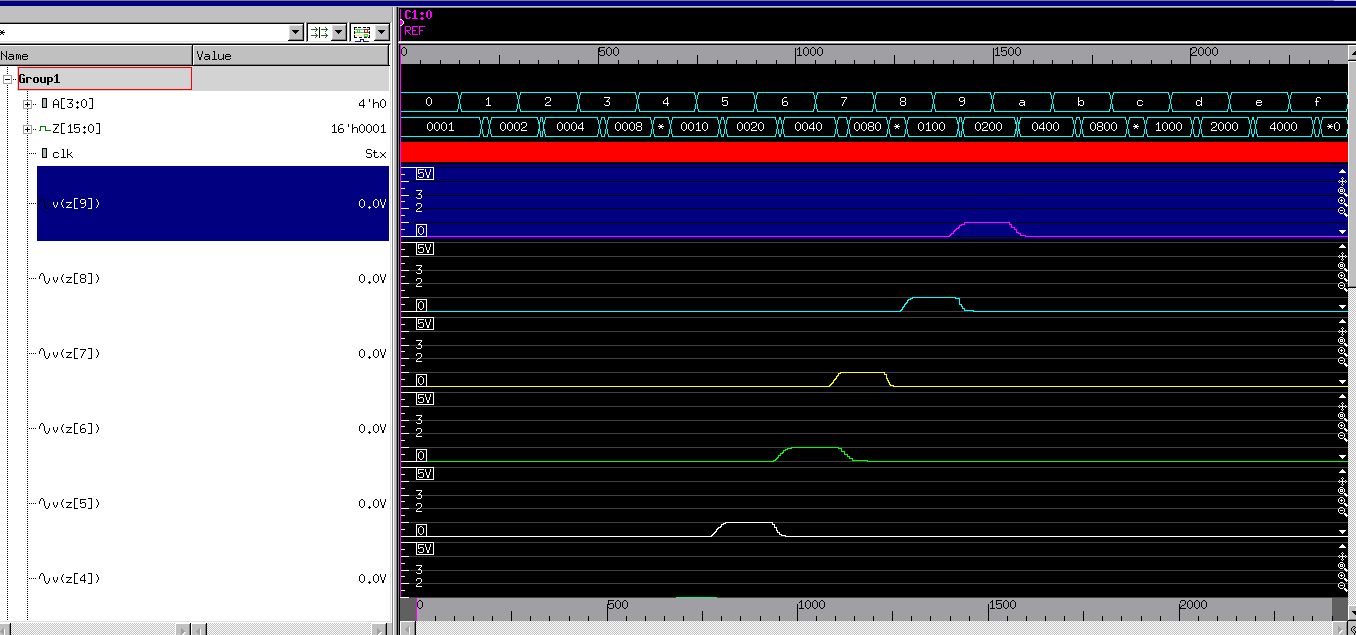 C1:0
REF
*
Name Value
0 500 1000 1500 2000
Group1
A[3:0] 4'h0 0 1 2 3 4 5 6 7 8 9 a b c d e f
Z[15:0] 16'h0001 0001 0002 0004 0008 * 0010 0020 0040 0080 * 0100 0200 0400 0800 * 1000 2000 4000 *0
clk Stx
5V
3
v(z[9]) 0.0V
2
0
5V
3
v(z[8]) 0.0V
2
0
5V
3
v(z[7]) 0.0V
2
0
5V
3
v(z[6]) 0.0V
2
0
5V
3
v(z[5]) 0.0V
2
0
5V
3
v(z[4]) 0.0V
2
0 500 1000 1500 2000